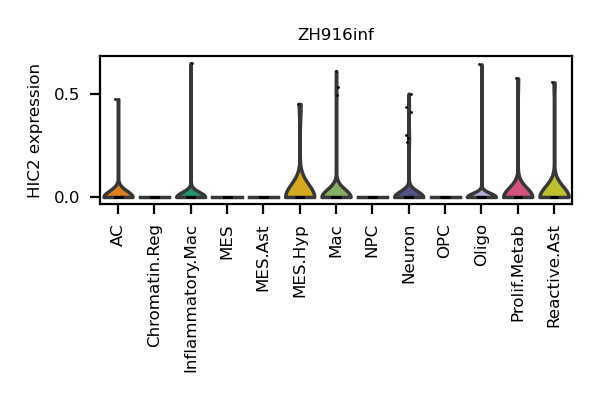 ZH916inf
HIC2 expression
0.5
0.0
AC
Chromatin.Reg
Inflammatory.Mac
MES
MES.Ast
MES.Hyp
Mac
NPC
Neuron
OPC
Oligo
Prolif.Metab
Reactive.Ast